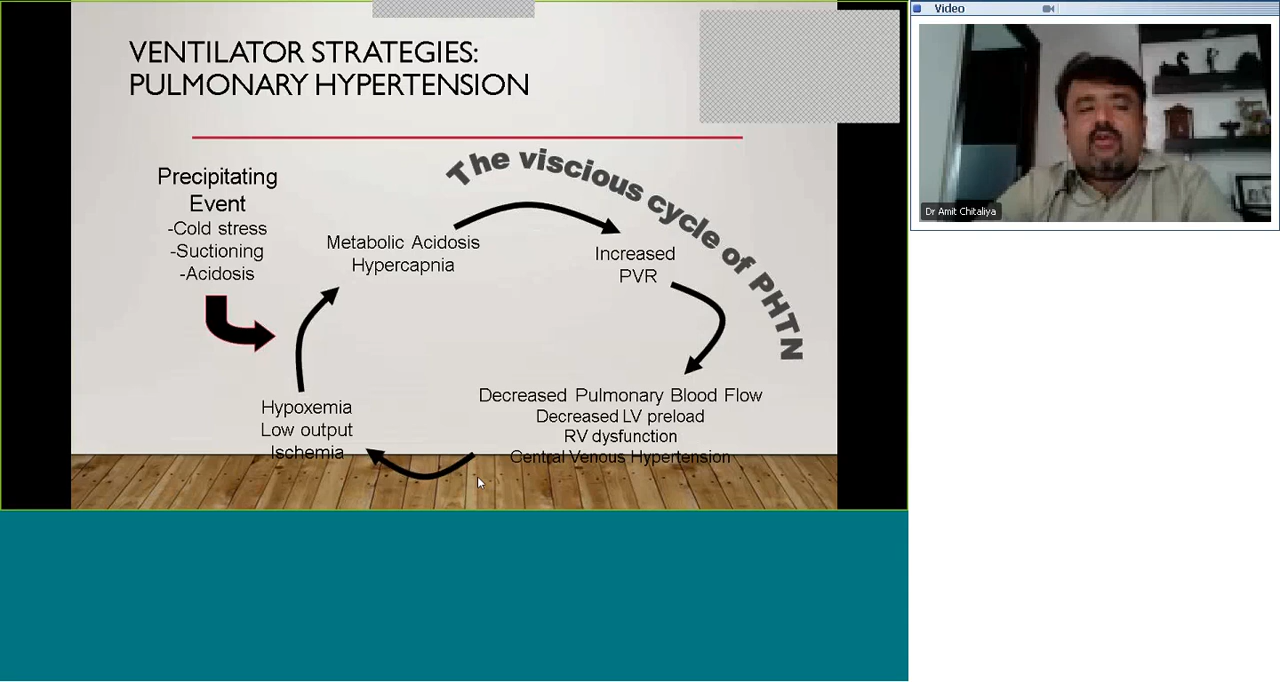 VENTILATOR STRATEGIES:
PULMONARY HYPERTENSION
The viscious cycle of PHTN
Precipitating
Event
-Cold stress
-Suctioning
-Acidosis
Metabolic Acidosis
Hypercapnia
Increased
PVR
Decreased Pulmonary Blood Flow
Decreased LV preload
RV dysfunction
Central Venous Hypertension
Hypoxemia
Low output
Ischemia
Video
Dr Amit Chitaliya